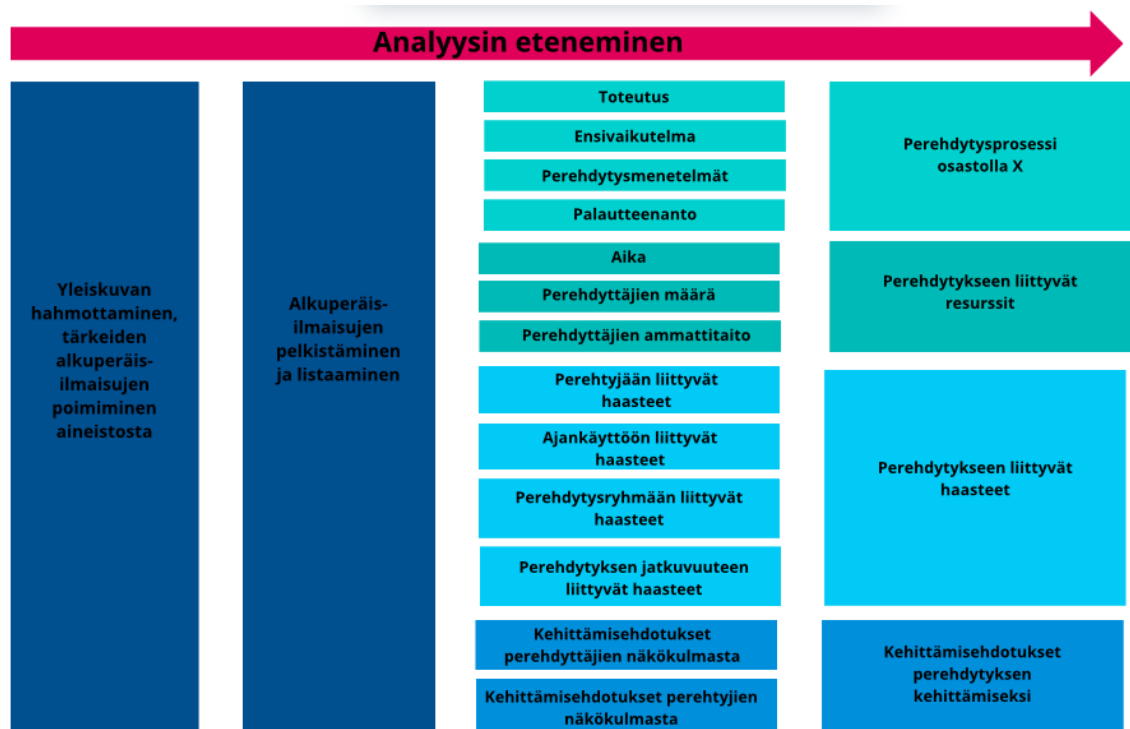 Analyysin eteneminen
Yleiskuvan
hahmottaminen,
tärkeiden
alkuperäis-
ilmaisujen
poimiminen
aineistosta
Alkuperäis-
ilmaisujen
pelkistäminen
ja listaaminen
Toteutus
Ensivaikutelma
Perehdytysmenetelmät
Palautteenanto
Aika
Perehdyttäjien määrä
Perehdyttäjien ammattitaito
Perehtyjään liittyvät
haasteet
Ajankäyttöön liittyvät
haasteet
Perehdytysryhmään liittyvät
haasteet
Perehdytyksen jatkuvuuteen
liittyvät haasteet
Kehittämisehdotukset
perehdyttäjien näkökulmasta
Kehittämisehdotukset perehtyjien
näkökulmasta
Perehdytysprosessi
osastolla X
Perehdytykseen liittyvät
resurssit
Perehdytykseen liittyvät
haasteet
Kehittämisehdotukset
perehdytyksen
kehittämiseksi